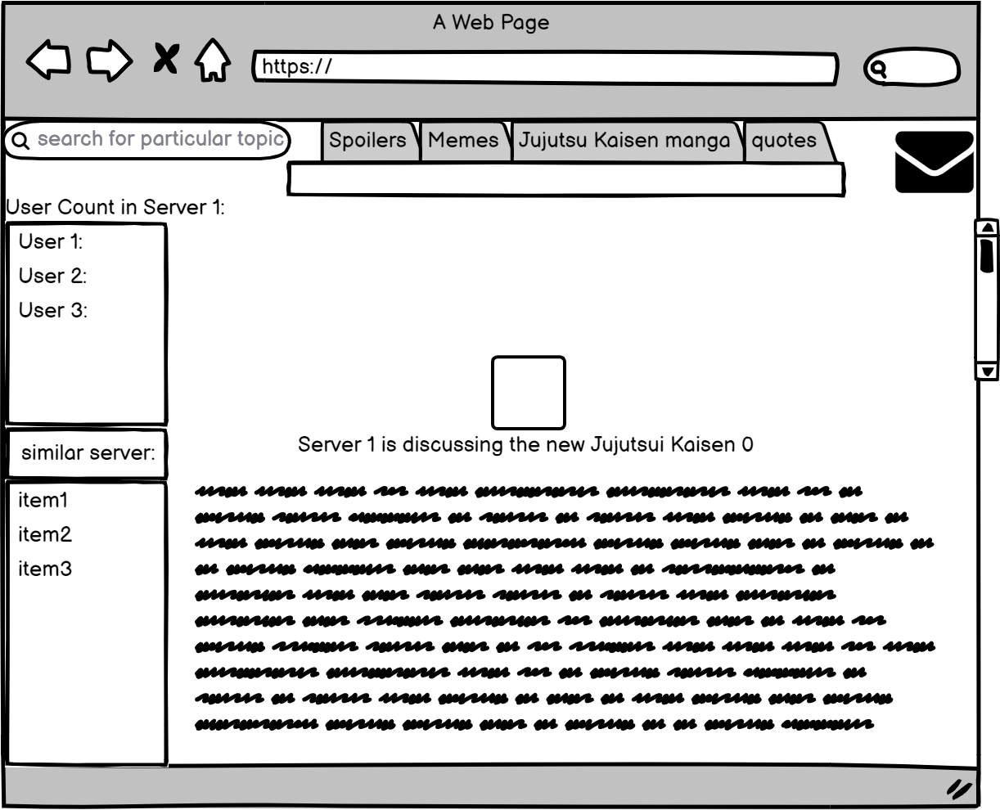 A Web Page
https://
search for particular topic
Spoilers
Memes
Jujutsu Kaisen manga
quotes
User Count in Server 1:
User 1:
User 2:
User 3:
similar server:
item1
item2
item3
Server 1 is discussing the new Jujutsui Kaisen 0